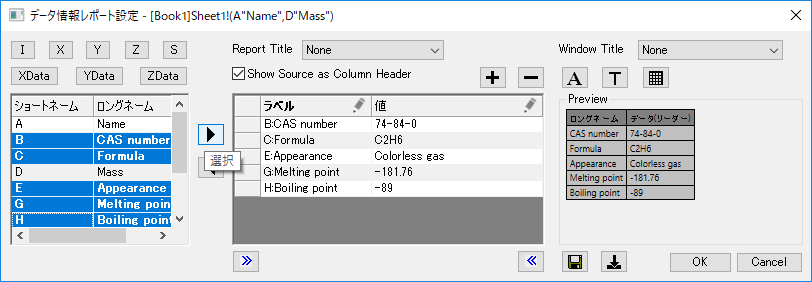 データ情報レポート設定 - [Book1]Sheet1!(A"Name",D"Mass")
I X Y Z S
XData YData ZData
Report Title None
Show Source as Column Header
Window Title None
A T
ショートネーム ロングネーム
A Name
B CAS number
C Formula
D Mass
E Appearance
G Melting poin
H Boiling point
選択
ラベル 値
B:CAS number 74-84-0
C:Formula C2H6
E:Appearance Colorless gas
G:Melting point -181.76
H:Boiling point -89
Preview
ロングネーム データ(リーダー)
CAS number 74-84-0
Formula C2H6
Appearance Colorless gas
Melting point -181.76
Boiling point -89
OK Cancel